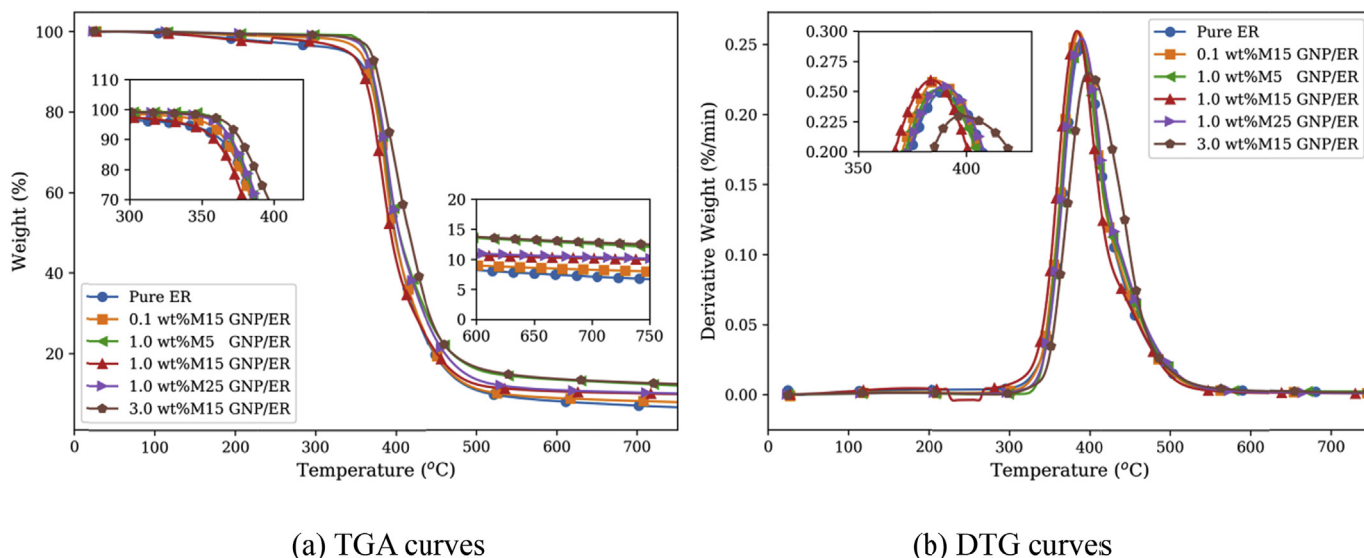 100
80
60
40
20
0
100
200
300
400
500
600
700
Weight (%)
Temperature (°C)
110
100
90
80
70
300
350
400
20
15
10
5
0
600
650
700
750
Pure ER
0.1 wt%M15 GNP/ER
1.0 wt%M5 GNP/ER
1.0 wt%M15 GNP/ER
1.0 wt%M25 GNP/ER
3.0 wt%M15 GNP/ER
(a) TGA curves
0.25
0.20
0.15
0.10
0.05
0.00
0
100
200
300
400
500
600
700
Derivative Weight (%/min)
Temperature (°C)
0.300
0.275
0.250
0.225
0.200
350
400
Pure ER
0.1 wt%M15 GNP/ER
1.0 wt%M5 GNP/ER
1.0 wt%M15 GNP/ER
1.0 wt%M25 GNP/ER
3.0 wt%M15 GNP/ER
(b) DTG curves